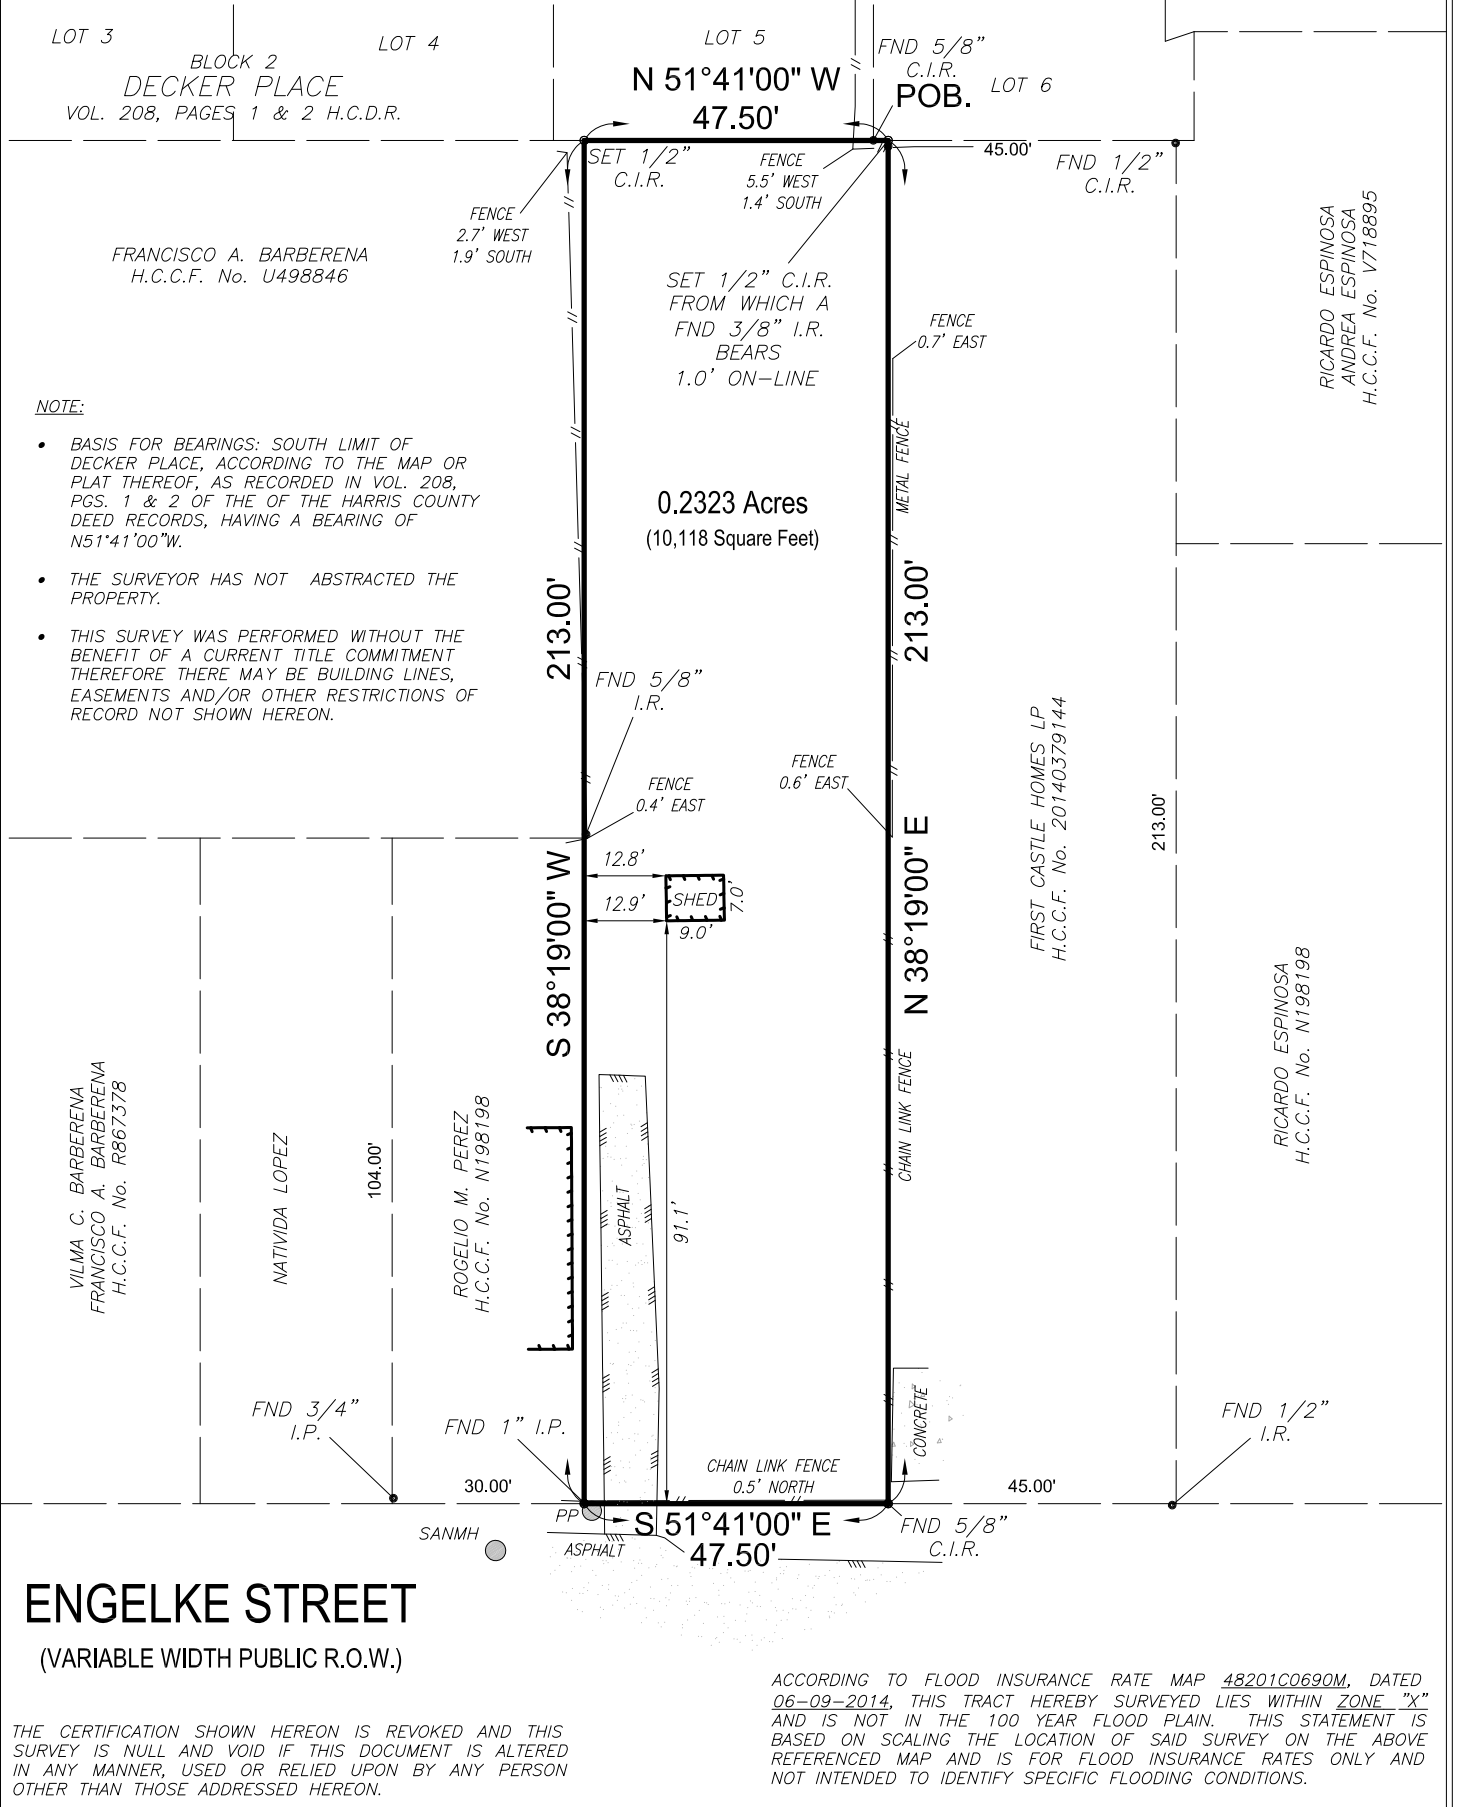 LOT 3
LOT 4
LOT 5
LOT 6
BLOCK 2
DECKER PLACE
VOL. 208, PAGES 1 & 2 H.C.D.R.
N 51°41'00" W
47.50'
FND 5/8"
C.I.R.
POB.
SET 1/2"
C.I.R.
FENCE
5.5' WEST
1.4' SOUTH
45.00'
FND 1/2"
C.I.R.
FENCE
2.7' WEST
1.9' SOUTH
FRANCISCO A. BARBERENA
H.C.C.F. No. U498846
SET 1/2" C.I.R.
FROM WHICH A
FND 3/8" I.R.
BEARS
1.0' ON-LINE
FENCE
0.7' EAST
RICARDO ESPINOSA
ANDREA ESPINOSA
H.C.C.F. No. V718895
NOTE:
• BASIS FOR BEARINGS: SOUTH LIMIT OF
DECKER PLACE, ACCORDING TO THE MAP OR
PLAT THEREOF, AS RECORDED IN VOL. 208,
PGS. 1 & 2 OF THE OF THE HARRIS COUNTY
DEED RECORDS, HAVING A BEARING OF
N51°41'00"W.
• THE SURVEYOR HAS NOT ABSTRACTED THE
PROPERTY.
• THIS SURVEY WAS PERFORMED WITHOUT THE
BENEFIT OF A CURRENT TITLE COMMITMENT
THEREFORE THERE MAY BE BUILDING LINES,
EASEMENTS AND/OR OTHER RESTRICTIONS OF
RECORD NOT SHOWN HEREON.
METAL FENCE
0.2323 Acres
(10,118 Square Feet)
213.00'
213.00'
FND 5/8"
I.R.
FENCE
0.4' EAST
FENCE
0.6' EAST
S 38°19'00" W
N 38°19'00" E
12.8'
12.9'
SHED
7.0'
9.0'
FIRST CASTLE HOMES LP
H.C.C.F. No. 20140379144
213.00'
RICARDO ESPINOSA
H.C.C.F. No. N198198
VILMA C. BARBERENA
FRANCISCO A. BARBERENA
H.C.C.F. No. R867378
NATIVIDA LOPEZ
104.00'
ROGELIO M. PEREZ
H.C.C.F. No. N198198
ASPHALT
91.1'
CHAIN LINK FENCE
CONCRETE
FND 3/4"
I.P.
FND 1" I.P.
CHAIN LINK FENCE
0.5' NORTH
FND 1/2"
I.R.
30.00'
45.00'
PP
SANMH
ASPHALT
S 51°41'00" E
47.50'
FND 5/8"
C.I.R.
ENGELKE STREET
(VARIABLE WIDTH PUBLIC R.O.W.)
ACCORDING TO FLOOD INSURANCE RATE MAP 48201C0690M, DATED
06-09-2014, THIS TRACT HEREBY SURVEYED LIES WITHIN ZONE "X"
AND IS NOT IN THE 100 YEAR FLOOD PLAIN. THIS STATEMENT IS
BASED ON SCALING THE LOCATION OF SAID SURVEY ON THE ABOVE
REFERENCED MAP AND IS FOR FLOOD INSURANCE RATES ONLY AND
NOT INTENDED TO IDENTIFY SPECIFIC FLOODING CONDITIONS.
THE CERTIFICATION SHOWN HEREON IS REVOKED AND THIS
SURVEY IS NULL AND VOID IF THIS DOCUMENT IS ALTERED
IN ANY MANNER, USED OR RELIED UPON BY ANY PERSON
OTHER THAN THOSE ADDRESSED HEREON.